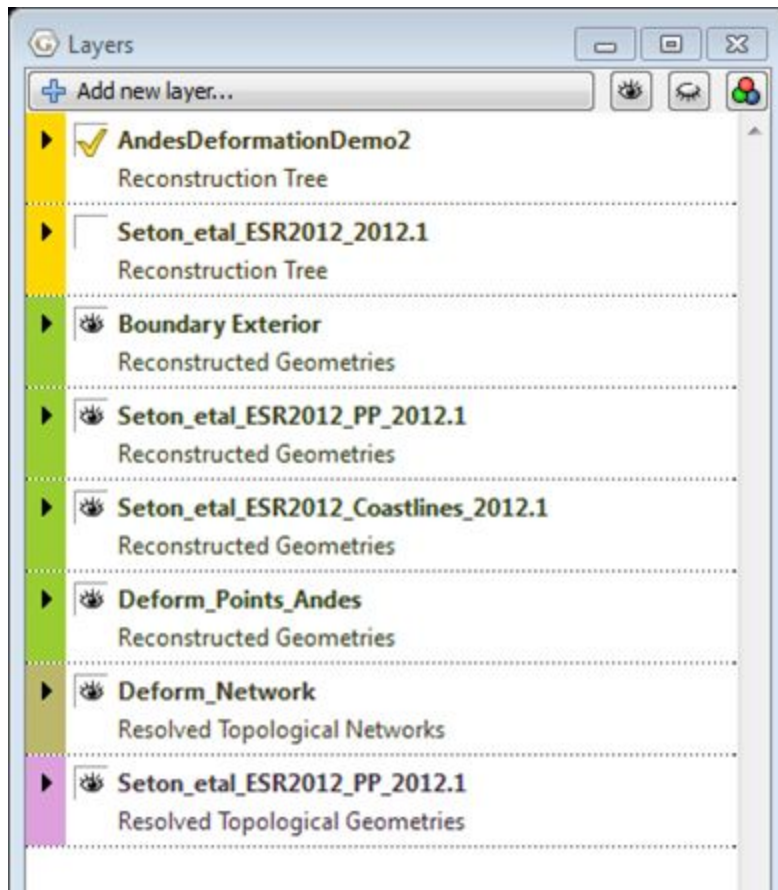 Layers
Add new layer...
AndesDeformationDemo2
Reconstruction Tree
Seton_etal_ESR2012_2012.1
Reconstruction Tree
Boundary Exterior
Reconstructed Geometries
Seton_etal_ESR2012_PP_2012.1
Reconstructed Geometries
Seton_etal_ESR2012_Coastlines_2012.1
Reconstructed Geometries
Deform_Points_Andes
Reconstructed Geometries
Deform_Network
Resolved Topological Networks
Seton_etal_ESR2012_PP_2012.1
Resolved Topological Geometries